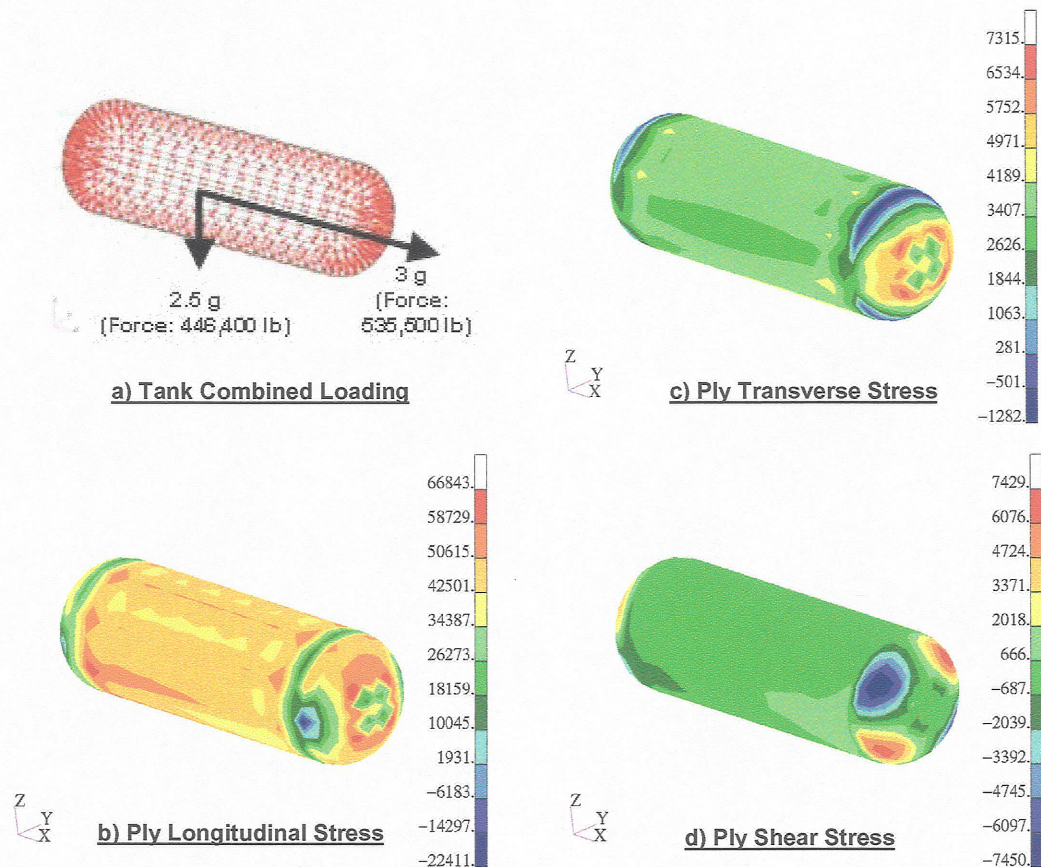 2.5 g
(Force: 446,400 lb)
3 g
(Force:
535,500 lb)
a) Tank Combined Loading
7315.
6534.
5752.
4971.
4189.
3407.
2626.
1844.
1063.
281.
−501.
−1282.
Z
Y
X
c) Ply Transverse Stress
66843.
58729.
50615.
42501.
34387.
26273.
18159.
10045.
1931.
−6183.
−14297.
−22411.
Z
Y
X
b) Ply Longitudinal Stress
7429.
6076.
4724.
3371.
2018.
666.
−687.
−2039.
−3392.
−4745.
−6097.
−7450.
Z
Y
X
d) Ply Shear Stress